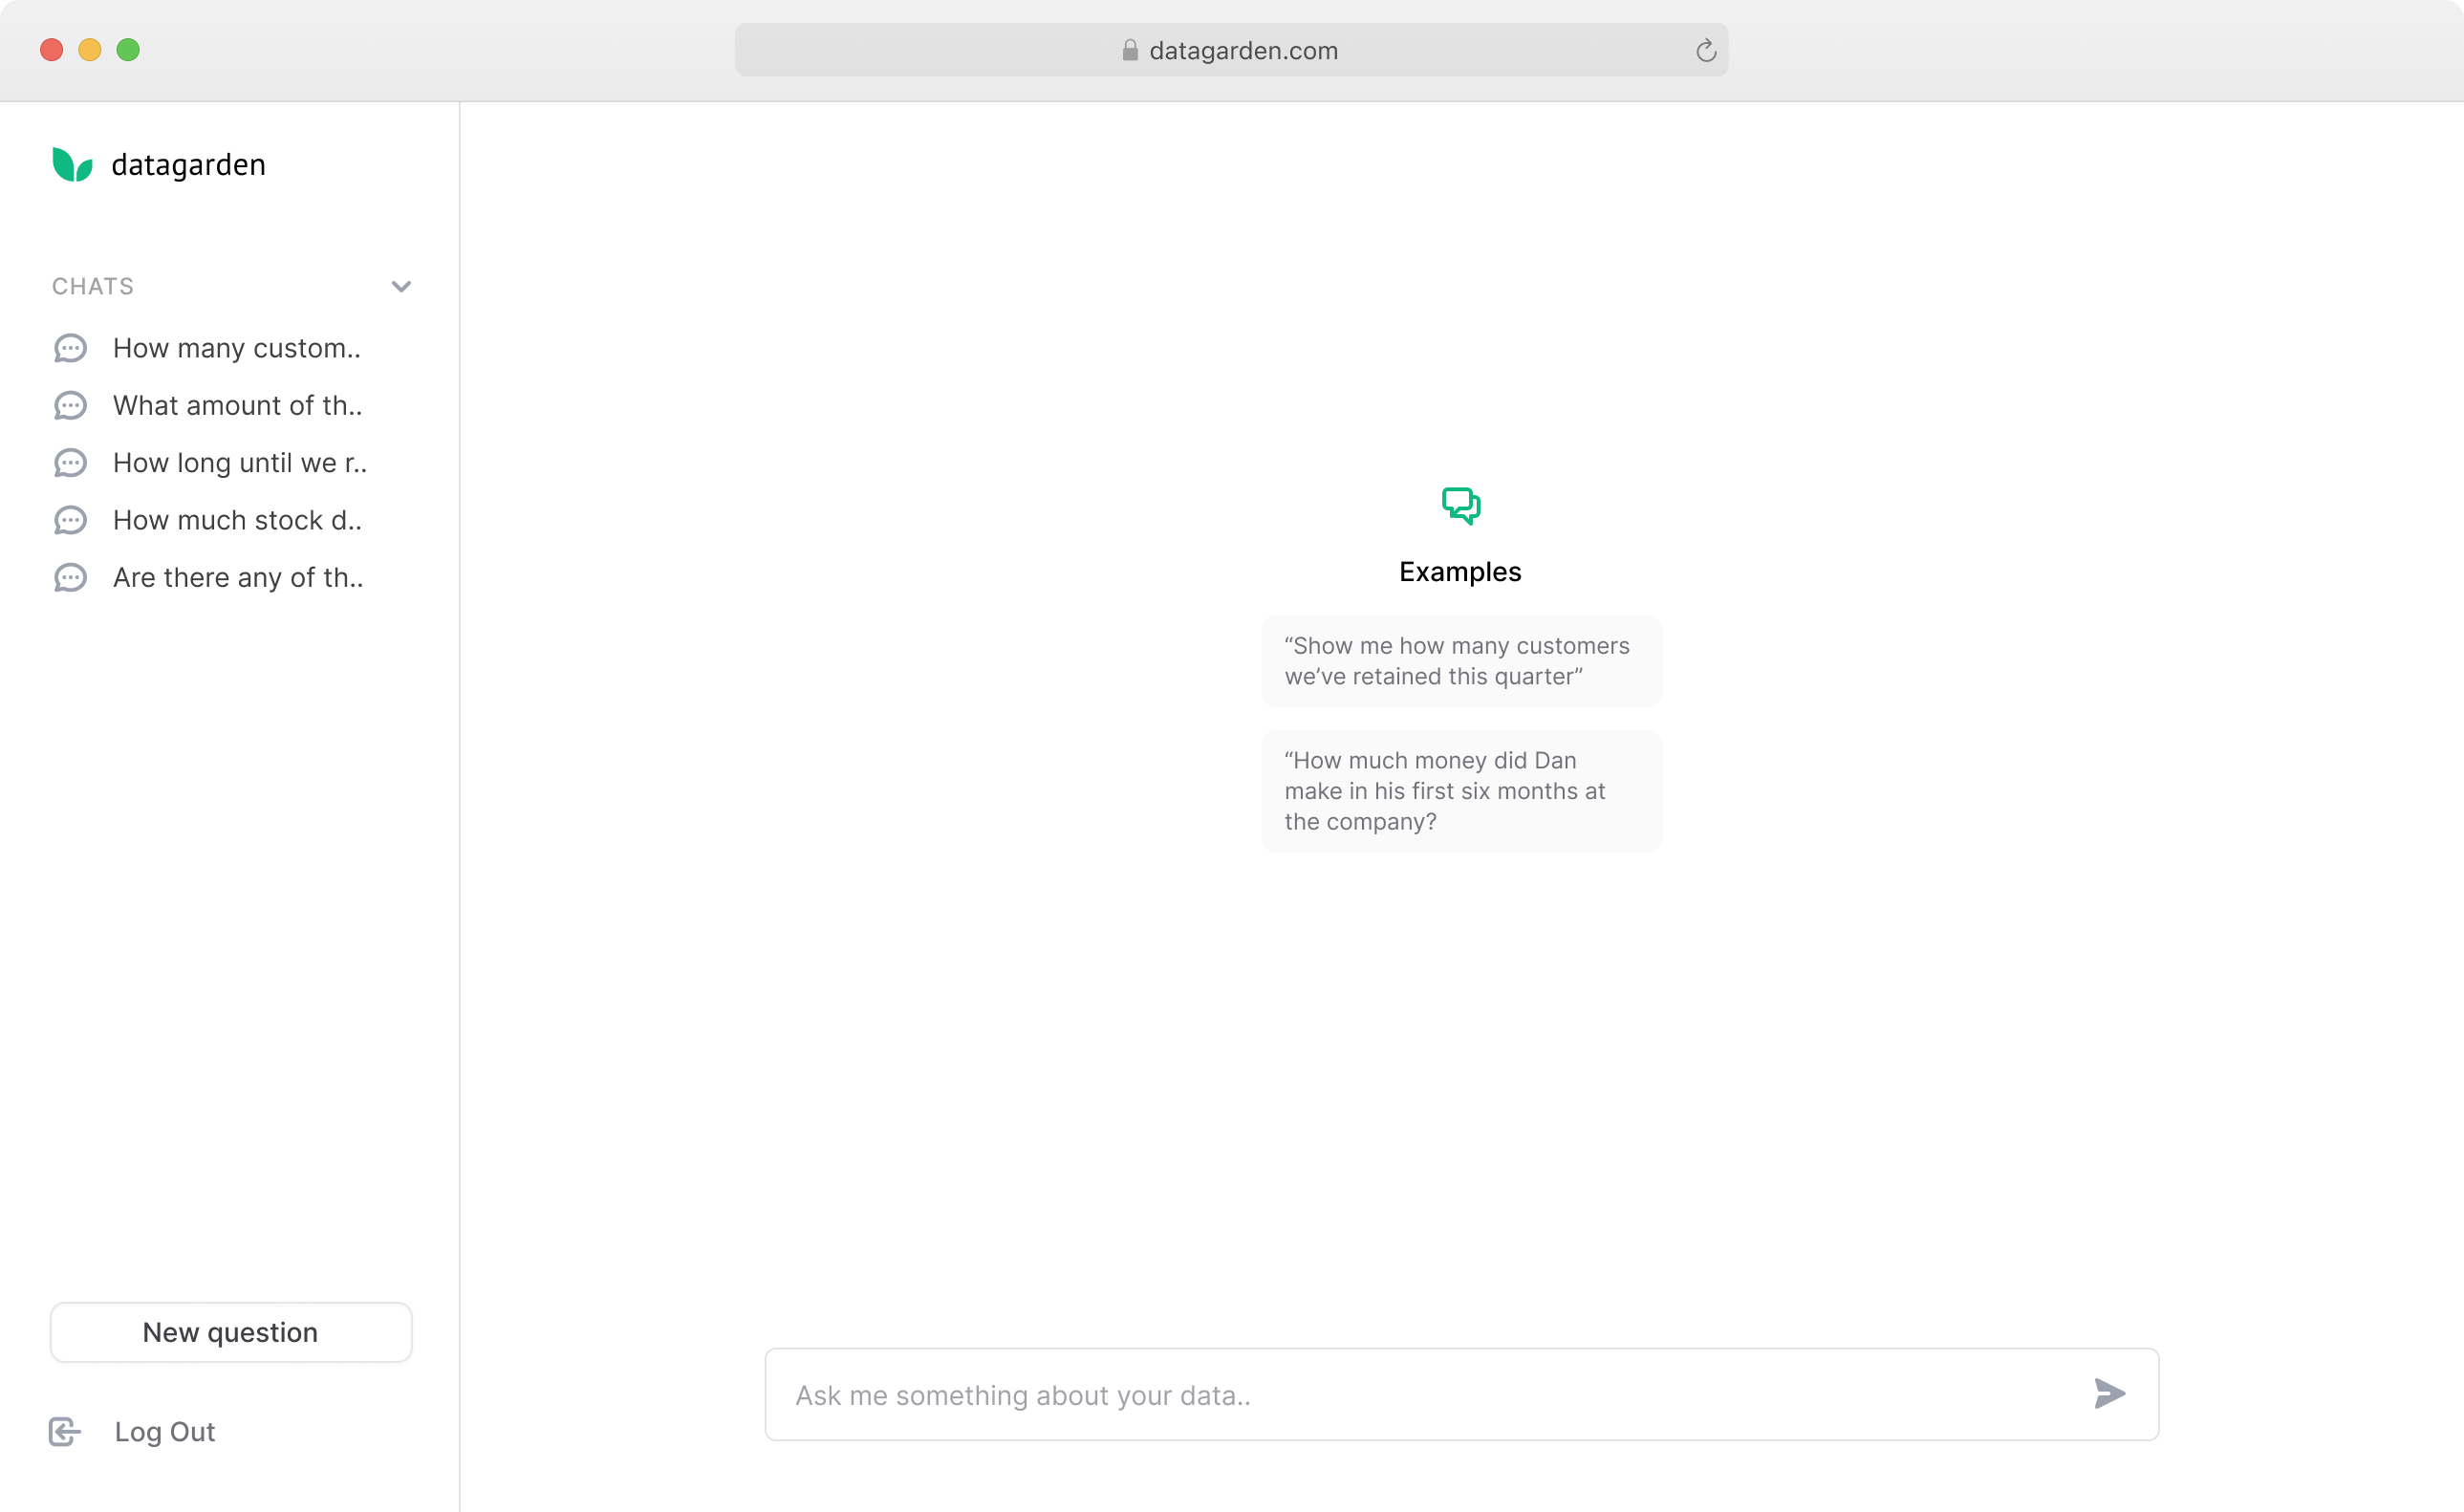 datagarden.com
datagarden
CHATS
How many custom..
What amount of th..
How long until we r..
How much stock d..
Are there any of th..
New question
Log Out
Examples
“Show me how many customers
we’ve retained this quarter”
“How much money did Dan
make in his first six months at
the company?
Ask me something about your data..